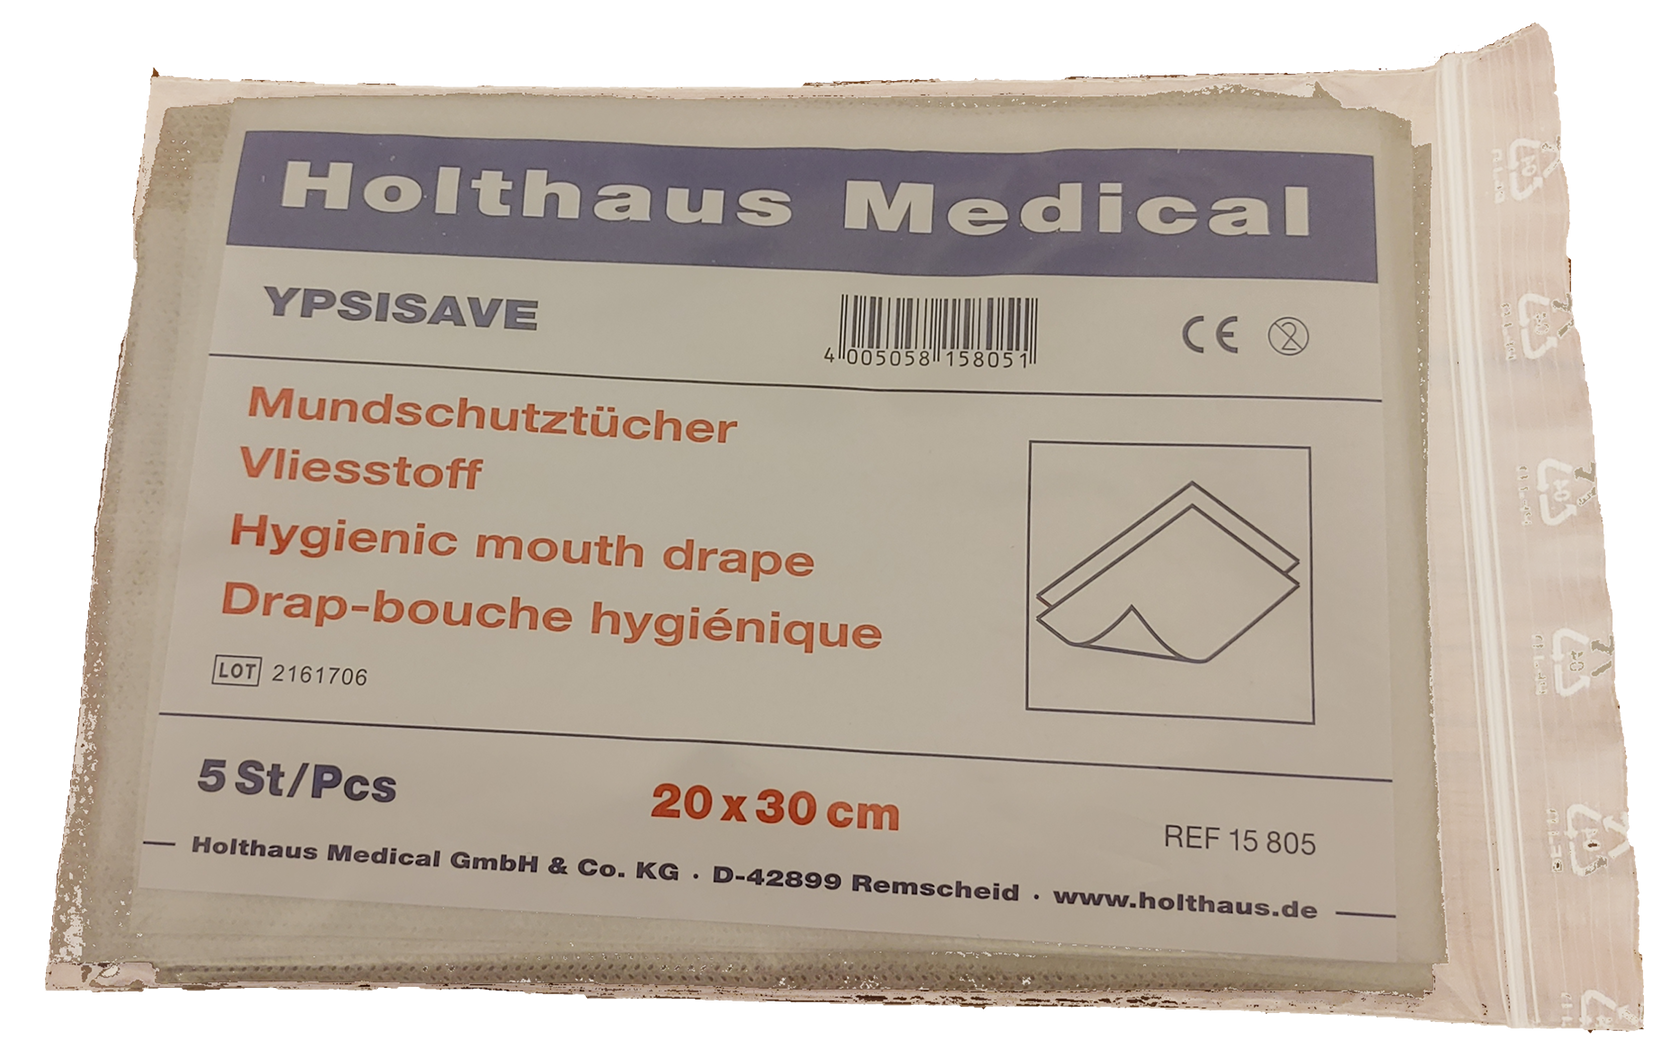 Holthaus Medical
YPSISAVE
4 005058 158051
CE 2
Mundschutztücher
Vliesstoff
Hygienic mouth drape
Drap-bouche hygiénique
LOT 2161706
5 St/Pcs
20 x 30 cm
REF 15 805
Holthaus Medical GmbH & Co. KG · D-42899 Remscheid · www.holthaus.de